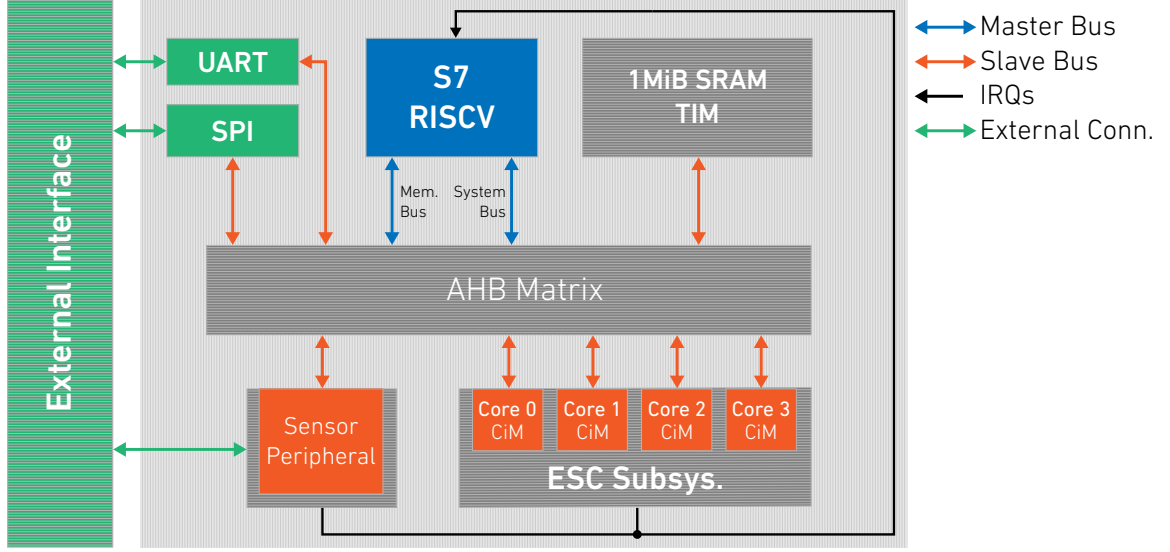 External Interface
UART
SPI
S7
RISCV
1MiB SRAM
TIM
Master Bus
Slave Bus
IRQs
External Conn.
Mem.
Bus
System
Bus
AHB Matrix
Sensor
Peripheral
Core 0
CiM
Core 1
CiM
Core 2
CiM
Core 3
CiM
ESC Subsys.